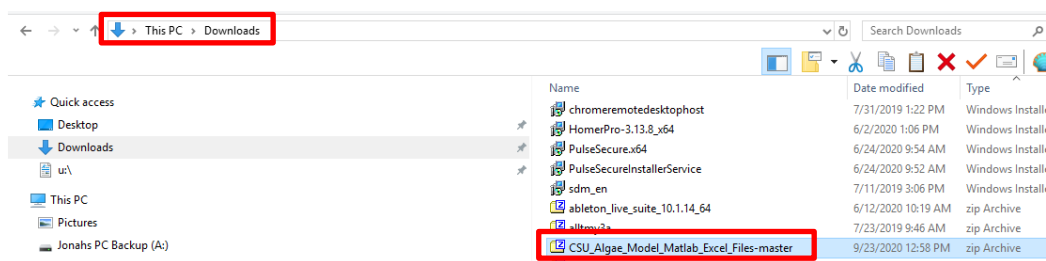 This PC > Downloads
Search Downloads
Name Date modified Type
Quick access
Desktop
Downloads
u:\
This PC
Pictures
Jonahs PC Backup (A:)
chromeremotedesktophost 7/31/2019 1:22 PM Windows Installe
HomerPro-3.13.8_x64 6/2/2020 1:06 PM Windows Installe
PulseSecure.x64 6/24/2020 9:54 AM Windows Installe
PulseSecureInstallerService 6/24/2020 9:52 AM Windows Installe
sdm_en 7/11/2019 3:06 PM Windows Installe
ableton_live_suite_10.1.14_64 6/12/2020 10:19 AM zip Archive
7/23/2019 9:46 AM zip Archive
CSU_Algae_Model_Matlab_Excel_Files-master 9/23/2020 12:58 PM zip Archive